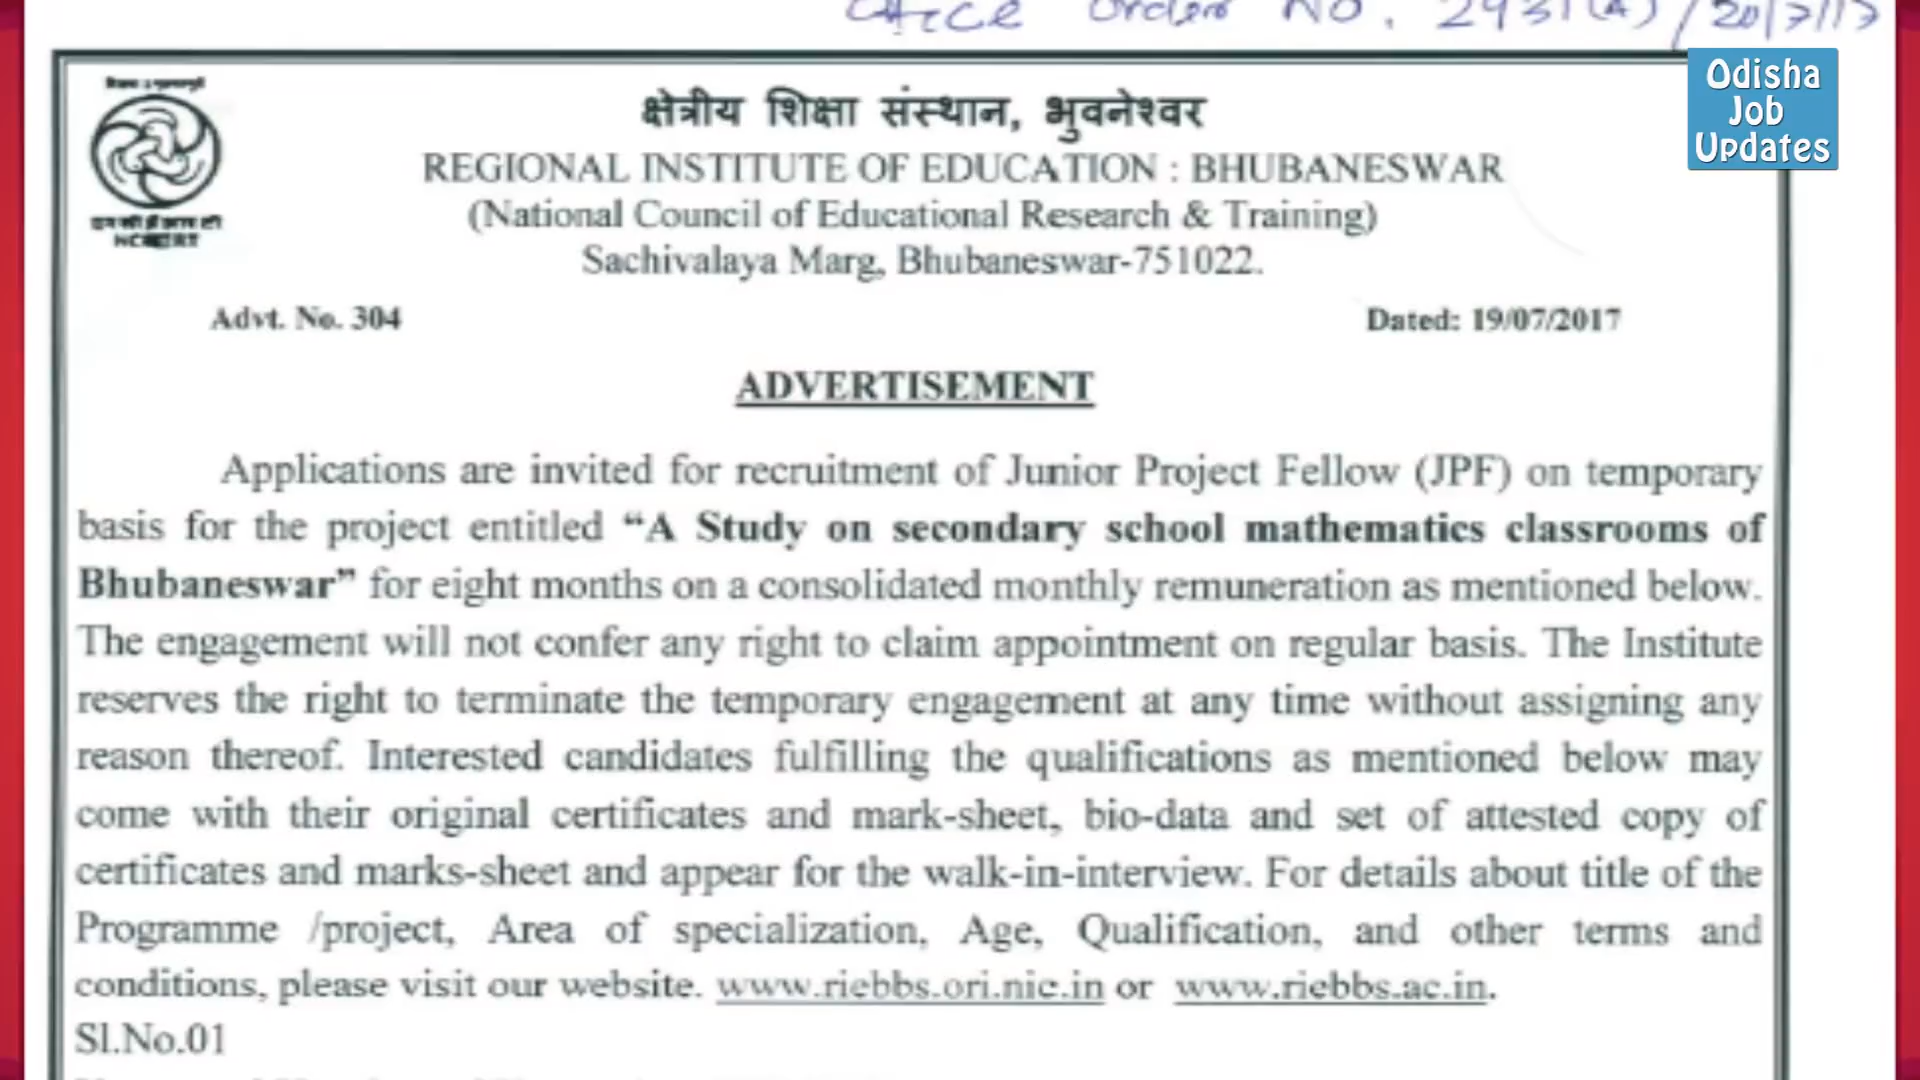 Order No. 2931(A)/20/7/17
Odisha
Job
Updates
क्षेत्रीय शिक्षा संस्थान, भुवनेश्वर
REGIONAL INSTITUTE OF EDUCATION : BHUBANESWAR
(National Council of Educational Research & Training)
Sachivalaya Marg, Bhubaneswar-751022.
NCERT
Advt. No. 304
Dated: 19/07/2017
ADVERTISEMENT
Applications are invited for recruitment of Junior Project Fellow (JPF) on temporary
basis for the project entitled “A Study on secondary school mathematics classrooms of
Bhubaneswar” for eight months on a consolidated monthly remuneration as mentioned below.
The engagement will not confer any right to claim appointment on regular basis. The Institute
reserves the right to terminate the temporary engagement at any time without assigning any
reason thereof. Interested candidates fulfilling the qualifications as mentioned below may
come with their original certificates and mark-sheet, bio-data and set of attested copy of
certificates and marks-sheet and appear for the walk-in-interview. For details about title of the
Programme /project, Area of specialization, Age, Qualification, and other terms and
conditions, please visit our website. www.riebbs.ori.nic.in or www.riebbs.ac.in.
Sl.No.01